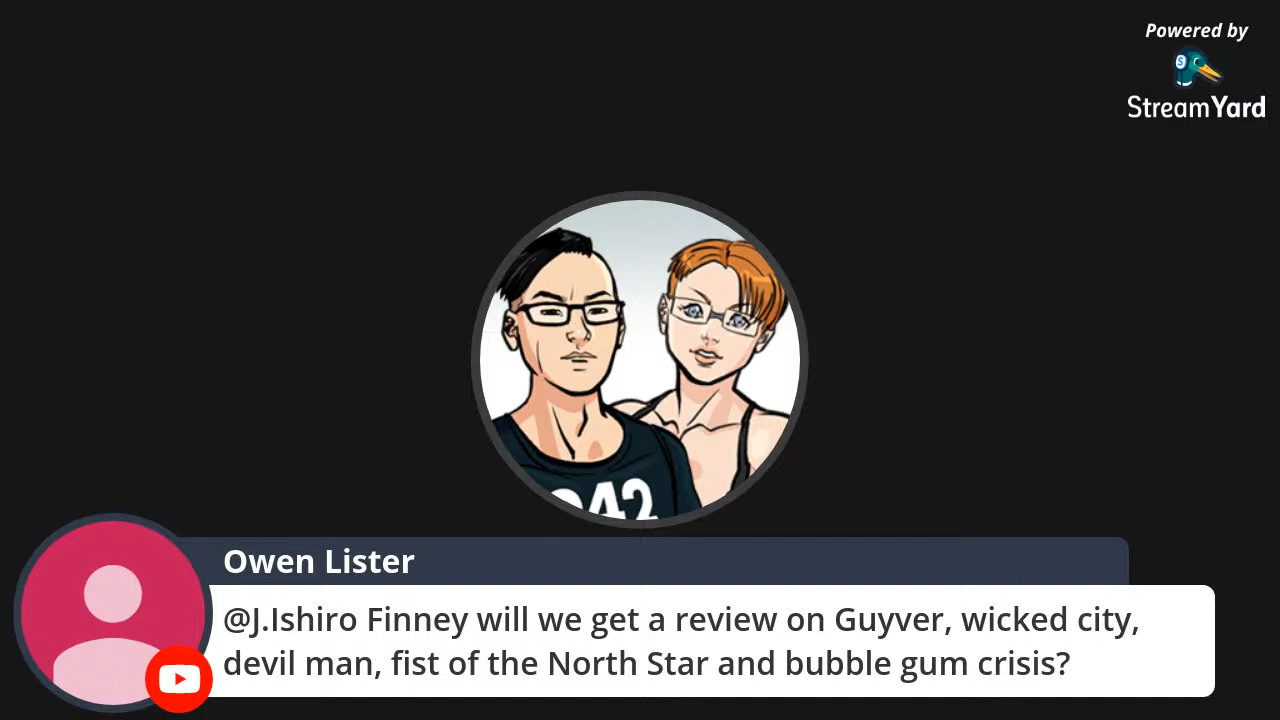 Powered by
StreamYard
242
Owen Lister
@J.Ishiro Finney will we get a review on Guyver, wicked city,
devil man, fist of the North Star and bubble gum crisis?